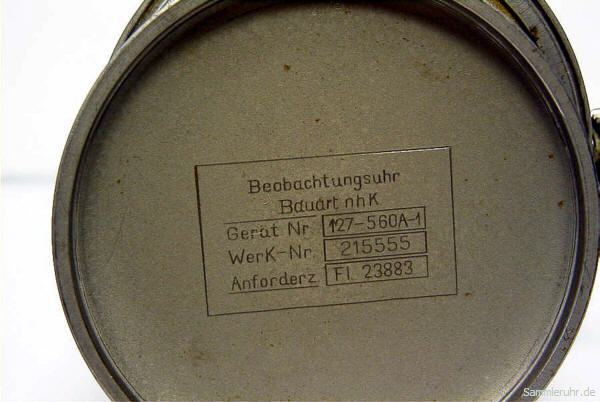 Beobachtungsuhr
Bauart nhK
Gerät Nr 127-560A-1
Werk-Nr. 215555
Anforderz Fl 23883
Sammleruhr.de